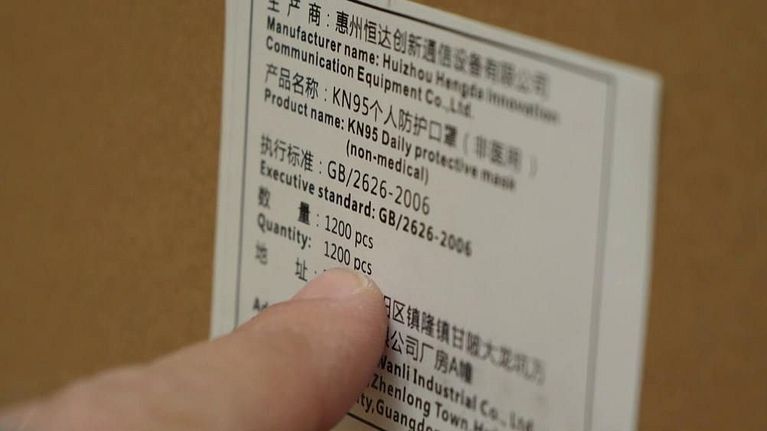 生 产 商：惠州恒达创新通信设备有限公司
Manufacturer name: Huizhou Hengda Innovation
Communication Equipment Co.,Ltd.
产品名称：KN95个人防护口罩（非医用）
Product name: KN95 Daily protective mask
(non-medical)
执行标准：GB/2626-2006
Executive standard: GB/2626-2006
数 量：1200 pcs
Quantity: 1200 pcs
地 址：
区镇隆镇甘陂大龙坑万
公司厂房A幢
Wanli Industrial Co., Ltd.
Zhenlong Town,
City,Guangdong